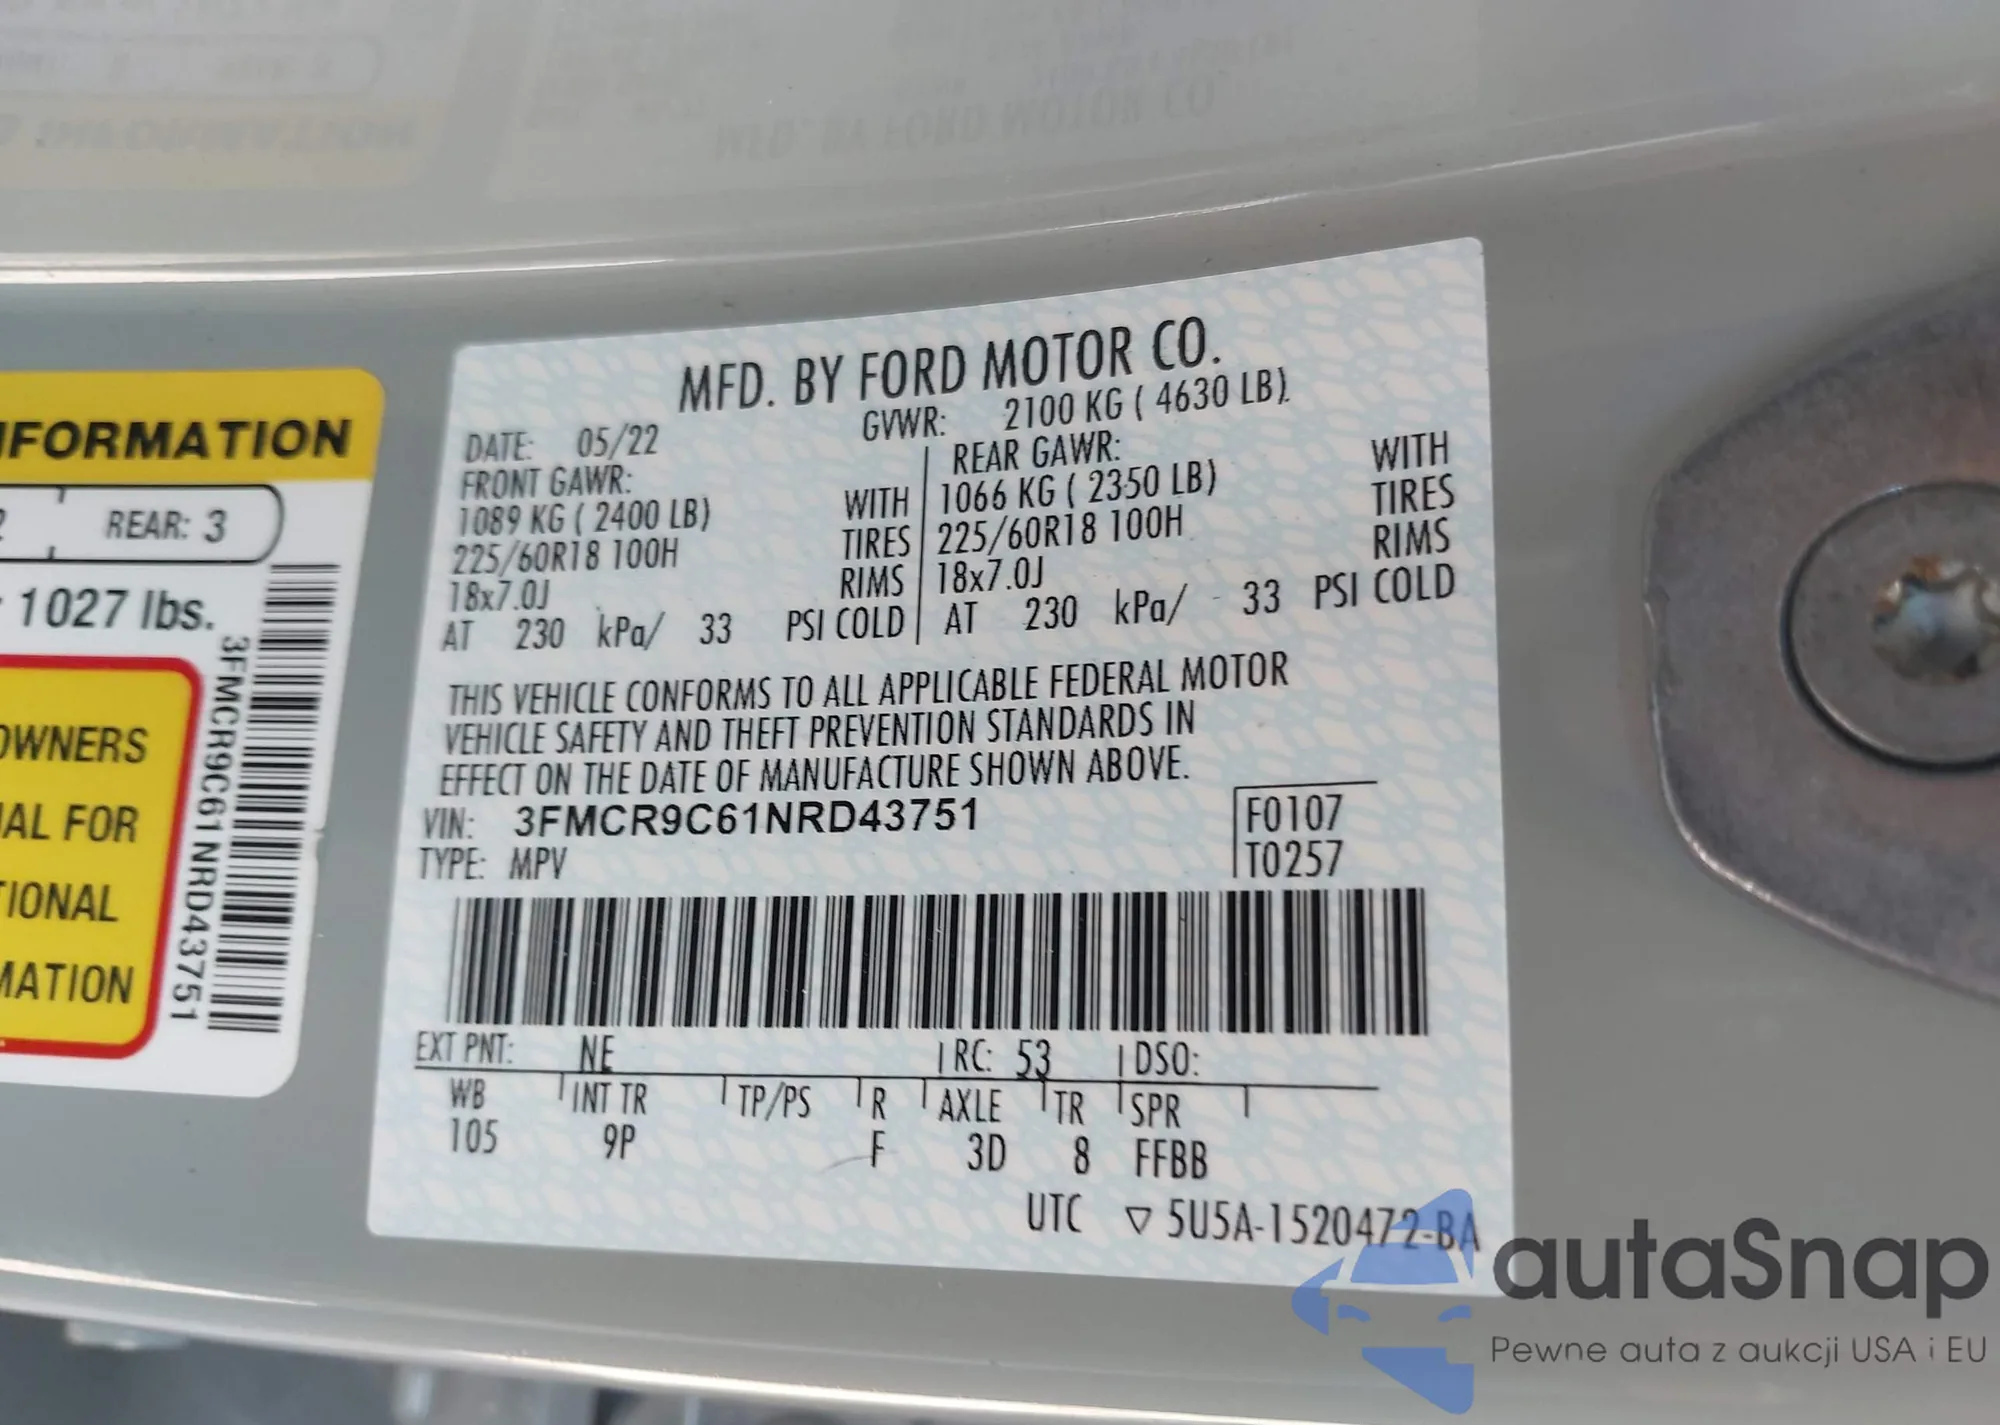 NFORMATION
REAR: 3
1027 lbs.
OWNERS
AL FOR
TIONAL
MATION
3FMCR9C61NRD43751
MFD. BY FORD MOTOR CO.
DATE: 05/22 GVWR: 2100 KG ( 4630 LB)
FRONT GAWR: REAR GAWR: WITH
1089 KG ( 2400 LB) WITH 1066 KG ( 2350 LB) TIRES
225/60R18 100H TIRES 225/60R18 100H RIMS
18x7.0J RIMS 18x7.0J
AT 230 kPa/ 33 PSI COLD AT 230 kPa/ 33 PSI COLD
THIS VEHICLE CONFORMS TO ALL APPLICABLE FEDERAL MOTOR
VEHICLE SAFETY AND THEFT PREVENTION STANDARDS IN
EFFECT ON THE DATE OF MANUFACTURE SHOWN ABOVE.
VIN: 3FMCR9C61NRD43751 F0107
TYPE: MPV T0257
EXT PNT: NE RC: 53 DSO:
WB INT TR TP/PS R AXLE TR SPR
105 9P F 3D 8 FFBB
UTC ▽ 5U5A-1520472-BA
autaSnap
Pewne auta z aukcji USA i EU